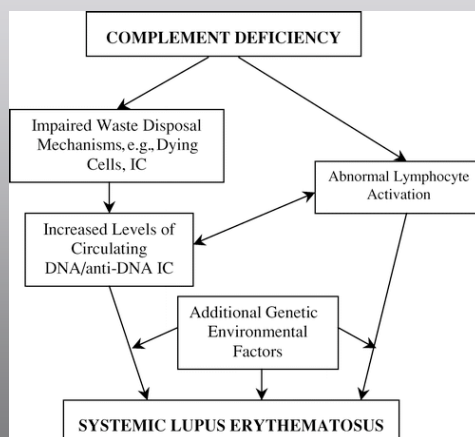 COMPLEMENT DEFICIENCY
Impaired Waste Disposal
Mechanisms, e.g., Dying
Cells, IC
Abnormal Lymphocyte
Activation
Increased Levels of
Circulating
DNA/anti-DNA IC
Additional Genetic
Environmental
Factors
SYSTEMIC LUPUS ERYTHEMATOSUS